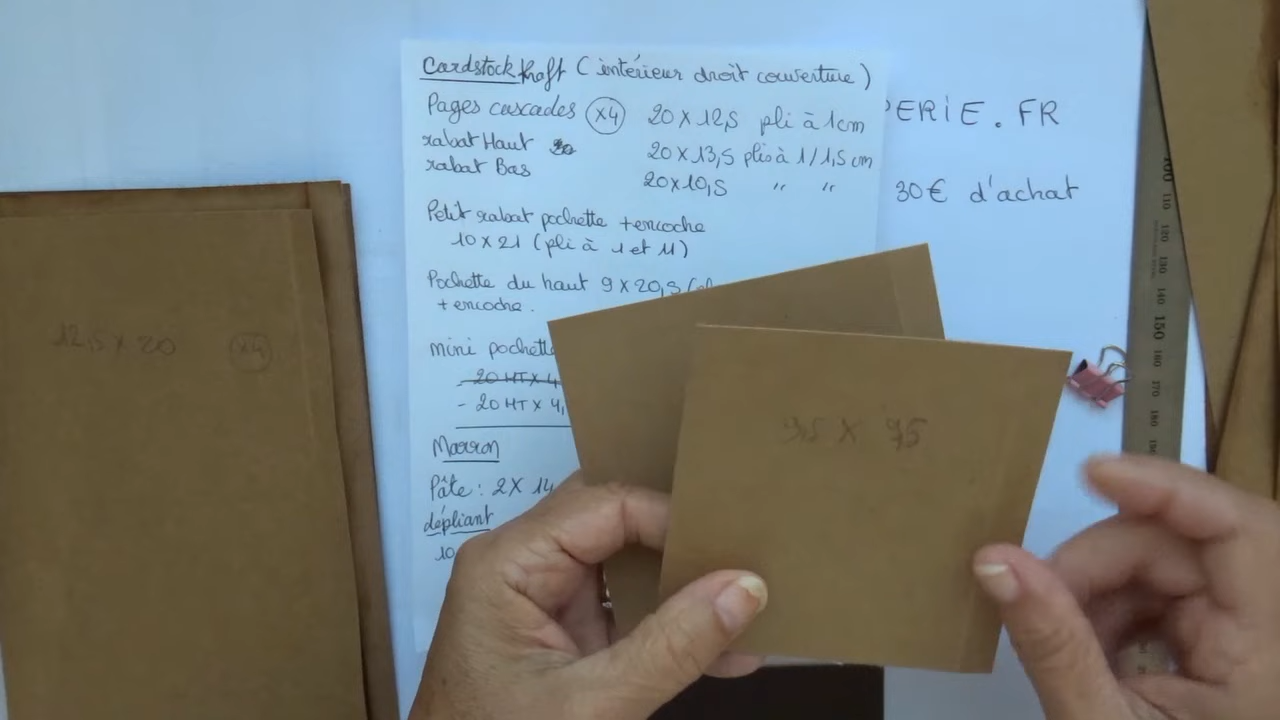 Cardstock kraft (intérieur droit couverture)
Pages cascades x4 20 x 12,5 pli à 1cm
rabat Haut 20 x 13,5 plis à 1/1,5 cm
rabat Bas 20 x 10,5 " "
Petit rabat pochette + encoche
10 x 21 (pli à 1 et 11)
Pochette du haut 9 x 20,5 (
+ encoche.
mini pochette
- 20 HT x 4,
- 20 HT x 4,
Marron
Pâte : 2 x 14
dépliant
10
PERIE.FR
30€ d'achat
12,5 x 20 x4
9,5 x
100
110
120
130
140
150
160
170
180